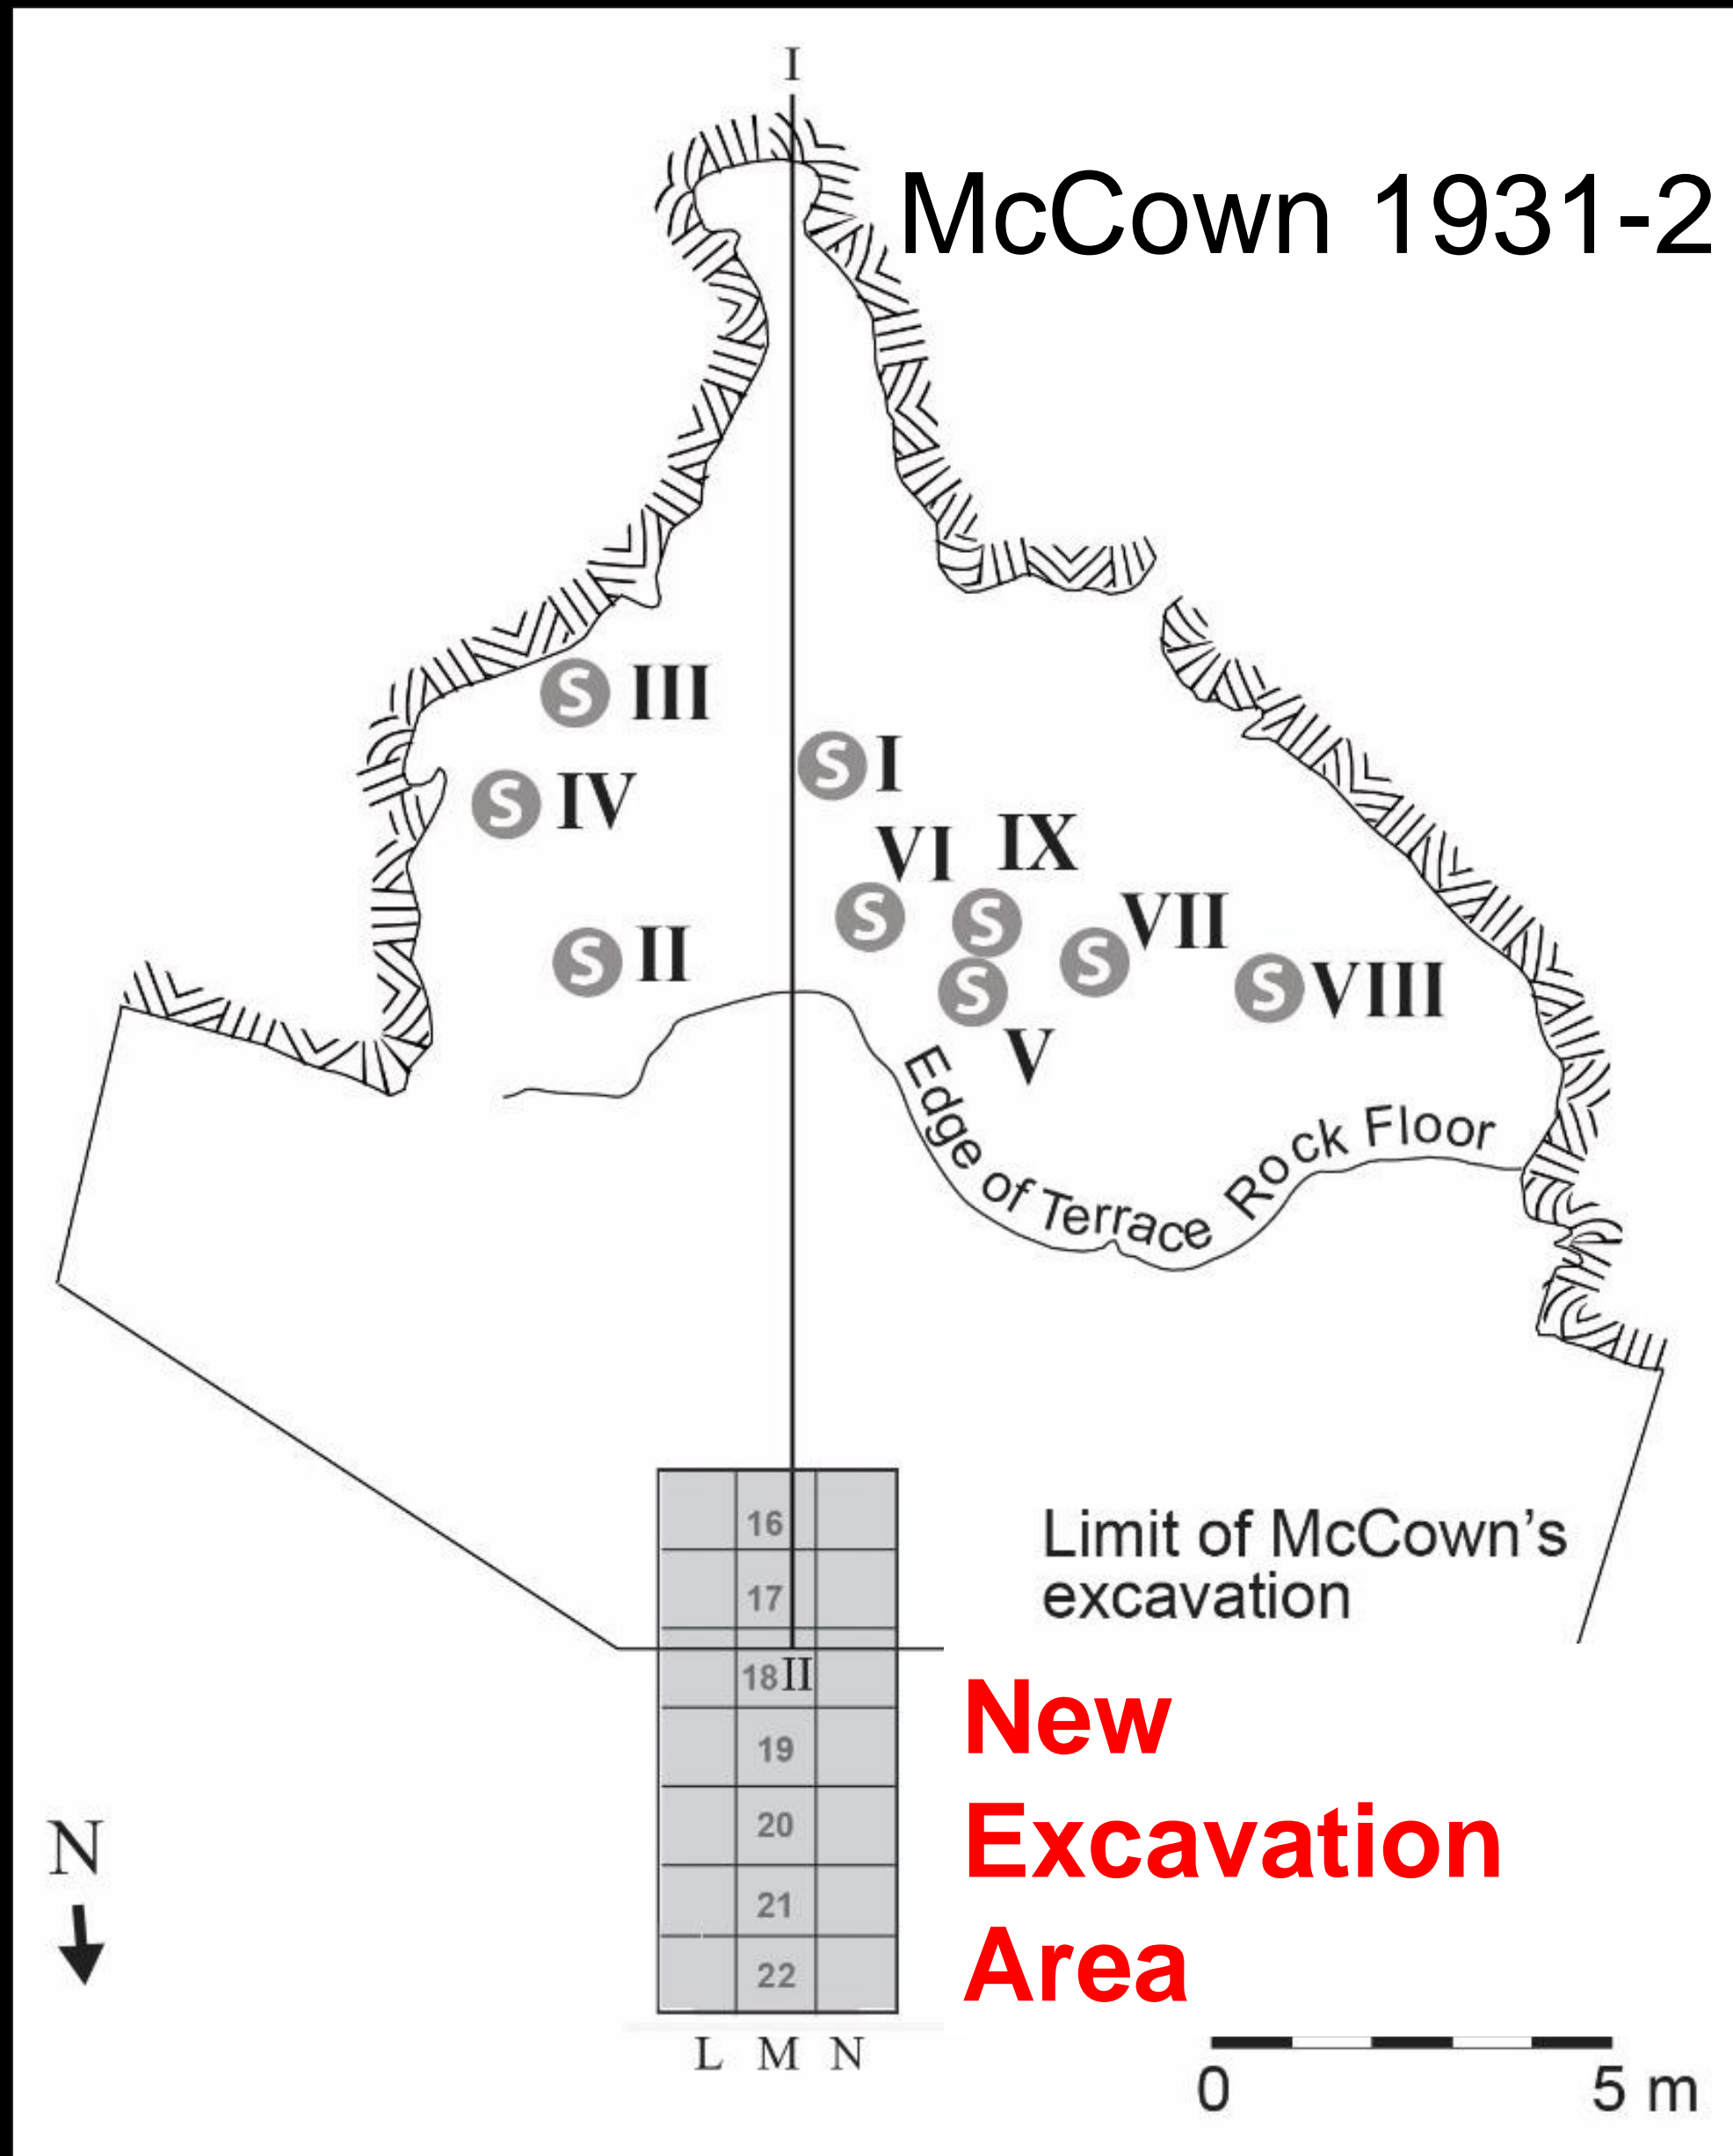 I
McCown 1931-2
S III
S I
S IV
VI IX
S S VII
S II
S S VIII
S
V
Edge of Terrace Rock Floor
16
Limit of McCown's
excavation
17
18 II
New
19
Excavation
20
N
21
Area
22
L M N
0 5 m